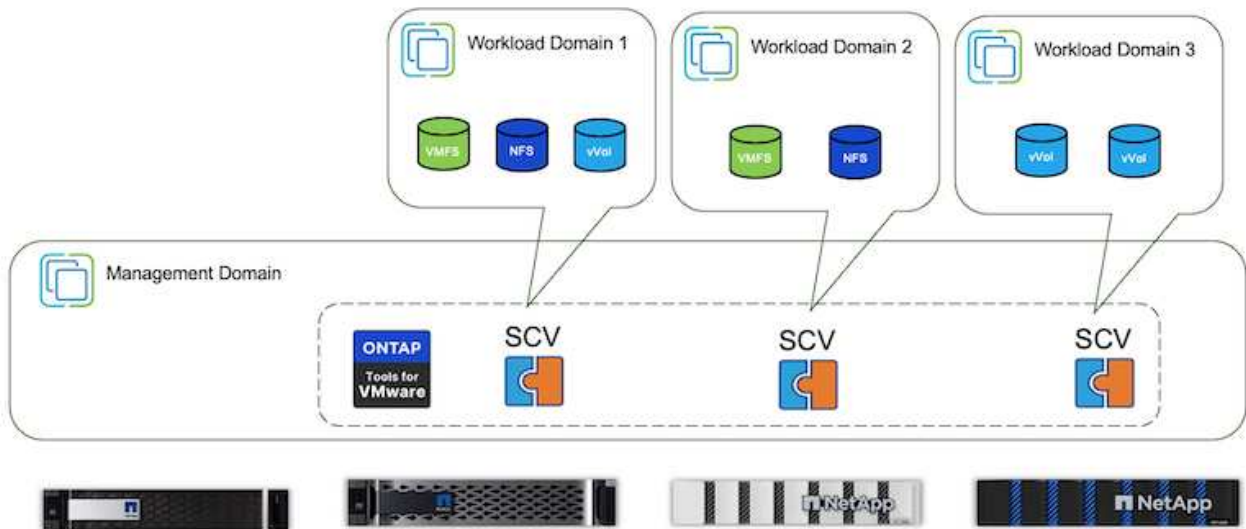 Workload Domain 1
Workload Domain 2
Workload Domain 3
VMFS
NFS
vVol
VMFS
NFS
vVol
vVol
Management Domain
SCV
SCV
SCV
ONTAP
Tools for
VMware
NetApp
NetApp